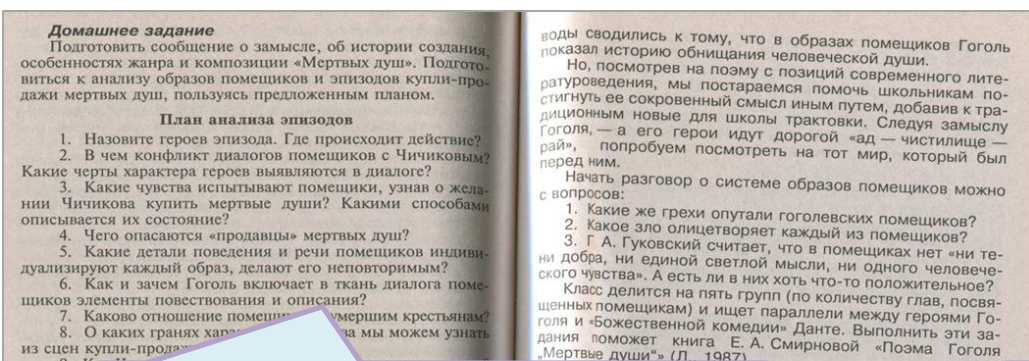 Домашнее задание
Подготовить сообщение о замысле, об истории создания,
особенностях жанра и композиции «Мертвых душ». Подгото-
виться к анализу образов помещиков и эпизодов купли-про-
дажи мертвых душ, пользуясь предложенным планом.
План анализа эпизодов
1. Назовите героев эпизода. Где происходит действие?
2. В чем конфликт диалогов помещиков с Чичиковым?
Какие черты характера героев выявляются в диалоге?
3. Какие чувства испытывают помещики, узнав о жела-
нии Чичикова купить мертвые души? Какими способами
описывается их состояние?
4. Чего опасаются «продавцы» мертвых душ?
5. Какие детали поведения и речи помещиков индиви-
дуализируют каждый образ, делают его неповторимым?
6. Как и зачем Гоголь включает в ткань диалога поме-
щиков элементы повествования и описания?
7. Каково отношение умершим крестьянам?
8. О каких гранях мы можем узнать
из сцен
воды сводились к тому, что в образах помещиков Гоголь
показал историю обнищания человеческой души.
Но, посмотрев на поэму с позиций современного лите-
ратуроведения, мы постараемся помочь школьникам по-
стигнуть ее сокровенный смысл иным путем, добавив к тра-
диционным новые для школы трактовки. Следуя замыслу
Гоголя, — а его герои идут дорогой «ад — чистилище —
рай», попробуем посмотреть на тот мир, который был
перед ним.
Начать разговор о системе образов помещиков можно
с вопросов:
1. Какие же грехи опутали гоголевских помещиков?
2. Какое зло олицетворяет каждый из помещиков?
3. Г А. Гуковский считает, что в помещиках нет «ни те-
ни добра, ни единой светлой мысли, ни одного человече-
ского чувства». А есть ли в них хоть что-то положительное?
Класс делится на пять групп (по количеству глав, посвя-
щенных помещикам) и ищет параллели между героями Го-
голя и «Божественной комедии» Данте. Выполнить эти за-
дания поможет книга Е. А. Смирновой «Поэма Гоголя
„Мертвые души"» (Л., 1987).